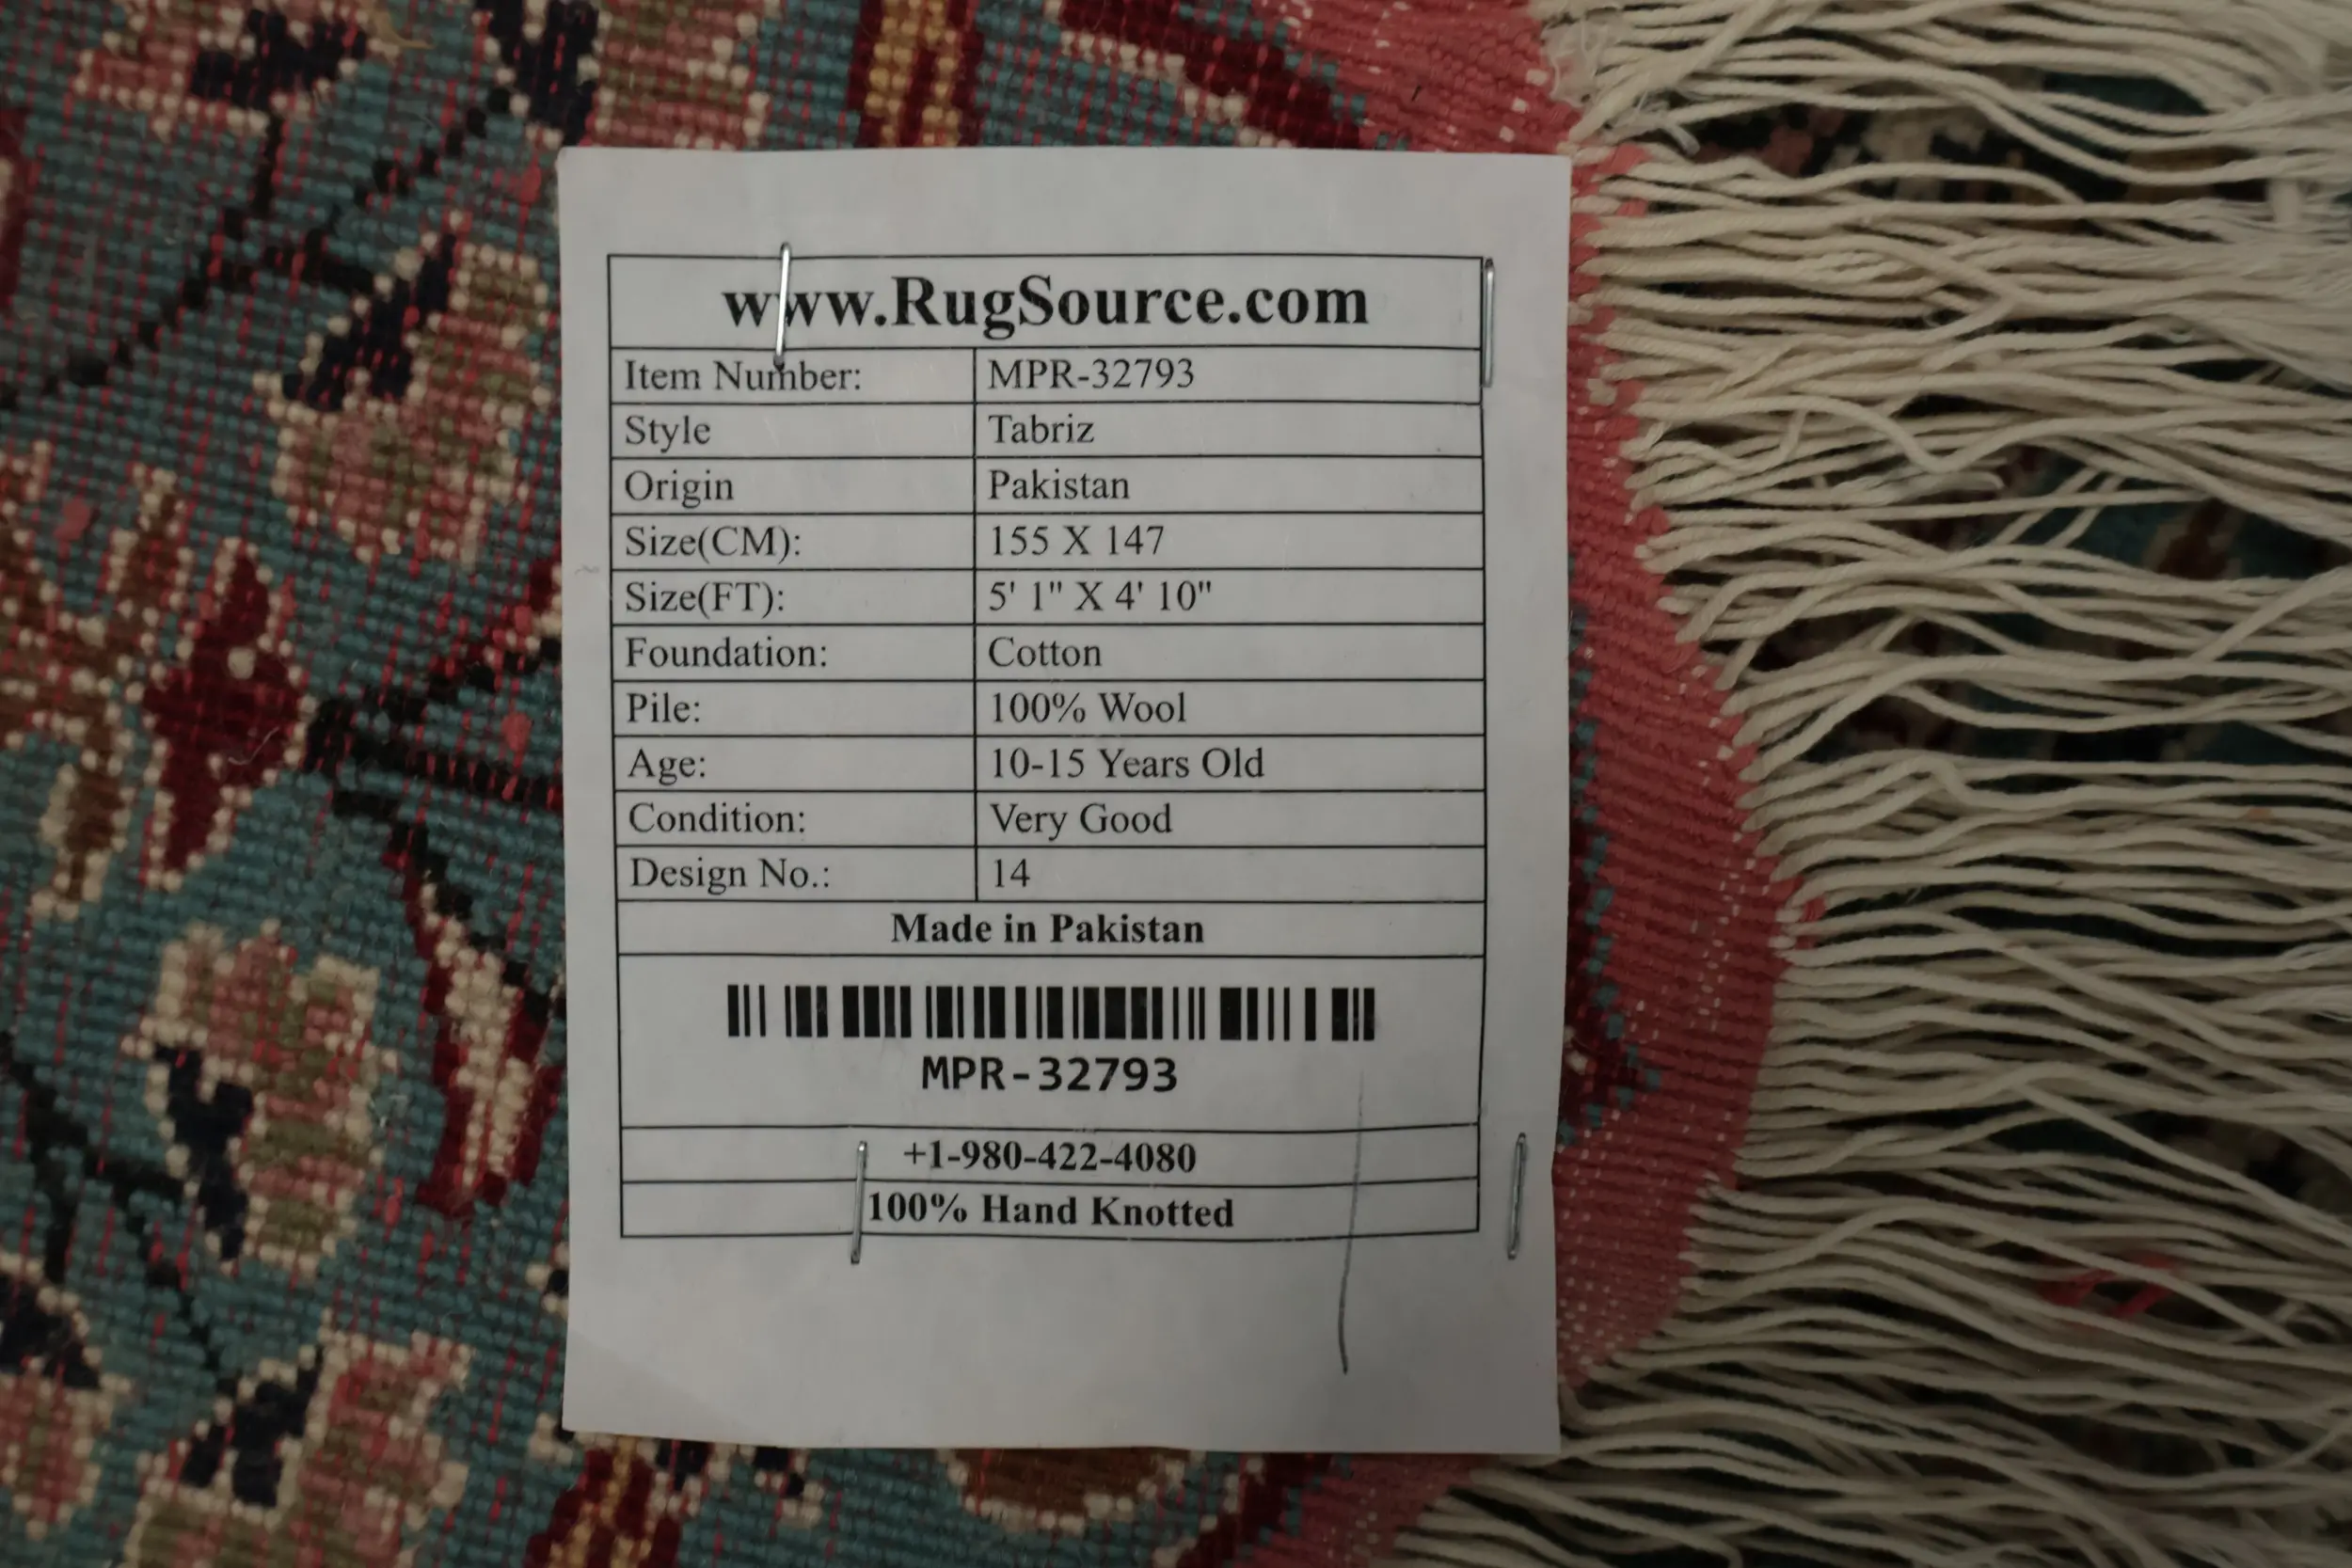 www.RugSource.com
Item Number: MPR-32793
Style Tabriz
Origin Pakistan
Size(CM): 155 X 147
Size(FT): 5' 1" X 4' 10"
Foundation: Cotton
Pile: 100% Wool
Age: 10-15 Years Old
Condition: Very Good
Design No.: 14
Made in Pakistan
MPR-32793
+1-980-422-4080
100% Hand Knotted